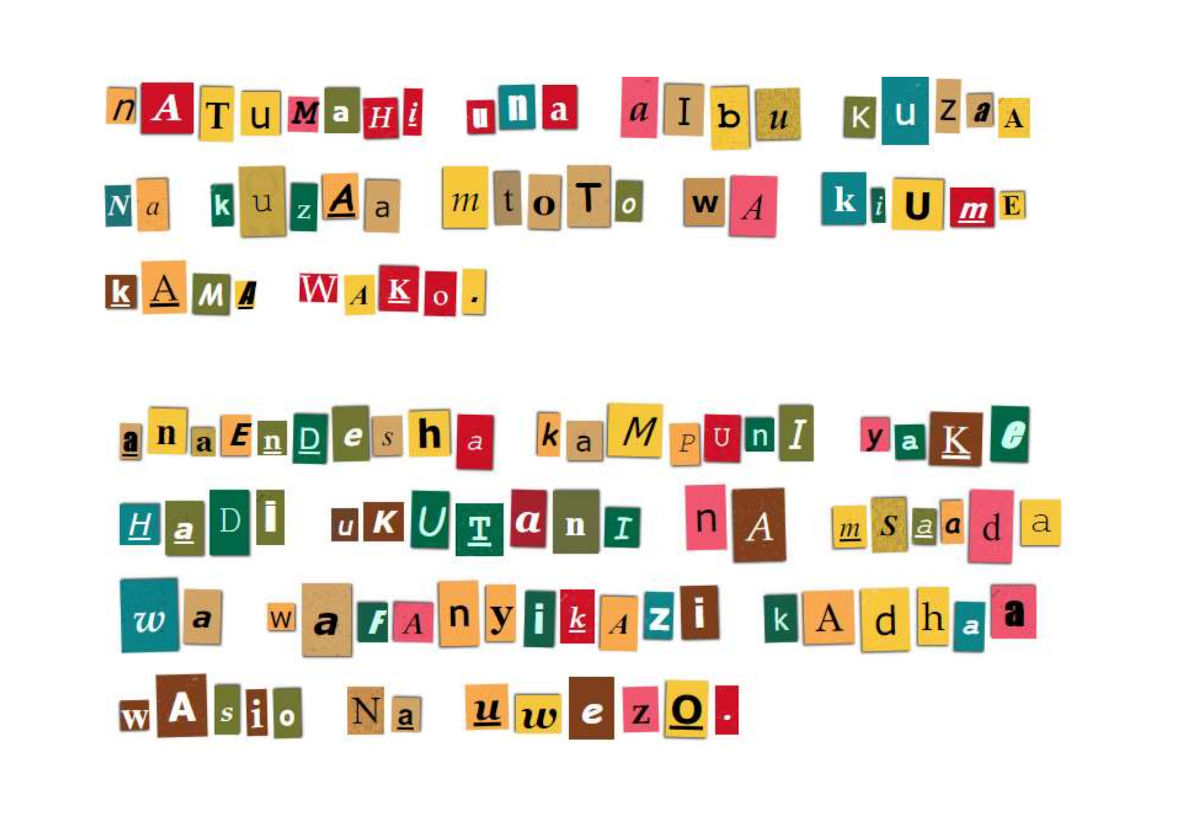 nATuMaHi una aIbu KuzaA
Na kuzAa mtoTo wA kiUmE
kAMA WAKo.
anaEnDesha kaMPUnI yaKe
HaDi uKUTanI nA mSaada
wa waFAnyikAzi kAdhaa
wAsio Na uwezO.